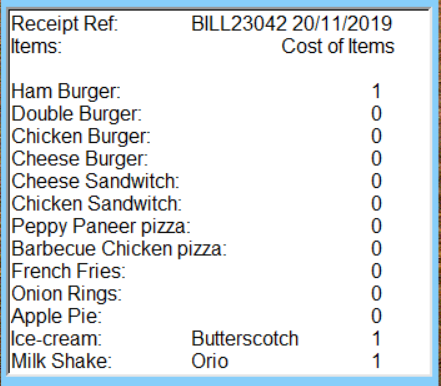 Receipt Ref: BILL23042 20/11/2019
Items: Cost of Items
Ham Burger: 1
Double Burger: 0
Chicken Burger: 0
Cheese Burger: 0
Cheese Sandwitch: 0
Chicken Sandwitch: 0
Peppy Paneer pizza: 0
Barbecue Chicken pizza: 0
French Fries: 0
Onion Rings: 0
Apple Pie: 0
Ice-cream: Butterscotch 1
Milk Shake: Orio 1